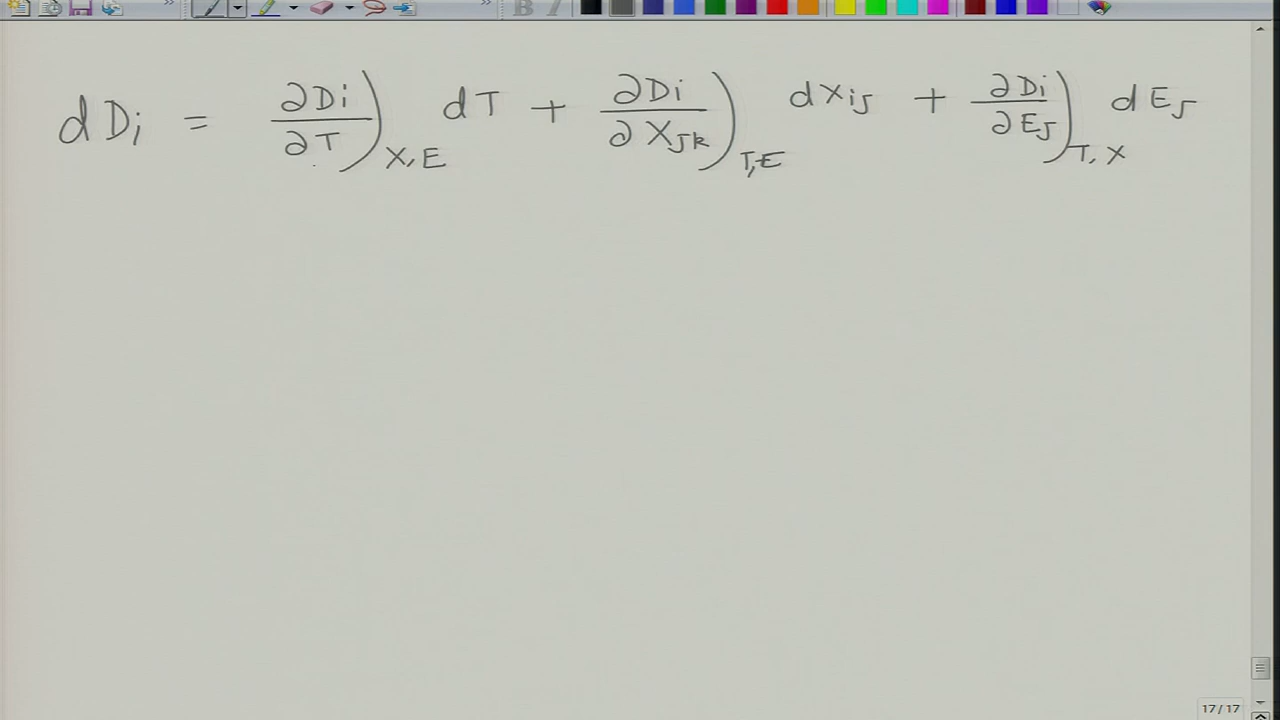 dDi = ∂Di/∂T)X,E dT + ∂Di/∂Xjk)T,E dXij + ∂Di/∂Ej)T,X dEj
17/17